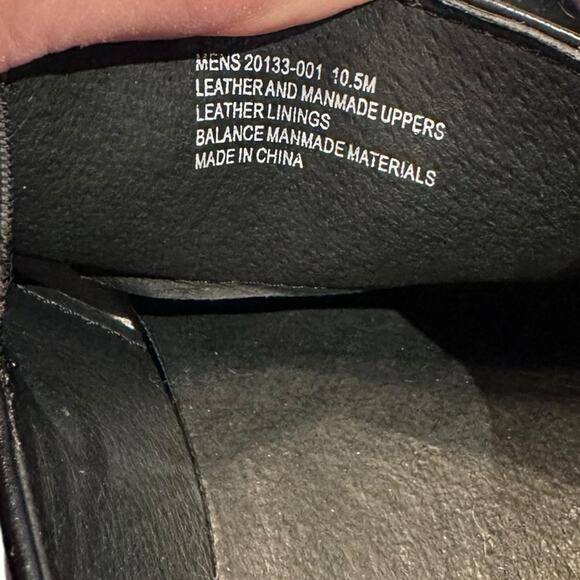 MENS 20133-001 10.5M
LEATHER AND MANMADE UPPERS
LEATHER LININGS
BALANCE MANMADE MATERIALS
MADE IN CHINA